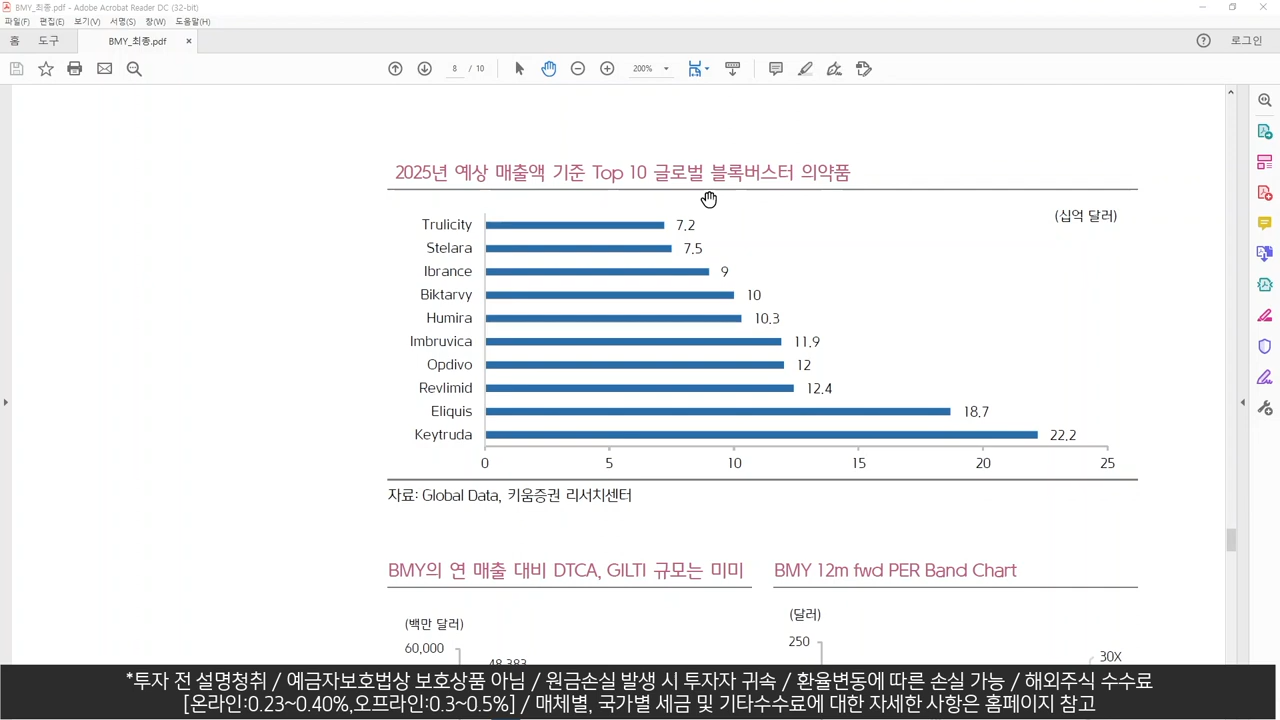 BMY_최종.pdf - Adobe Acrobat Reader DC (32-bit)
파일(F) 편집(E) 보기(V) 서명(S) 창(W) 도움말(H)
홈 도구 BMY_최종.pdf × ? 로그인
8 / 10 200%
2025년 예상 매출액 기준 Top 10 글로벌 블록버스터 의약품
(십억 달러)
Trulicity 7.2
Stelara 7.5
Ibrance 9
Biktarvy 10
Humira 10.3
Imbruvica 11.9
Opdivo 12
Revlimid 12.4
Eliquis 18.7
Keytruda 22.2
0 5 10 15 20 25
자료: Global Data, 키움증권 리서치센터
BMY의 연 매출 대비 DTCA, GILTI 규모는 미미
BMY 12m fwd PER Band Chart
(백만 달러)
(달러)
60,000
250
30X
48,383
*투자 전 설명청취 / 예금자보호법상 보호상품 아님 / 원금손실 발생 시 투자자 귀속 / 환율변동에 따른 손실 가능 / 해외주식 수수료
[온라인:0.23~0.40%,오프라인:0.3~0.5%] / 매체별, 국가별 세금 및 기타수수료에 대한 자세한 사항은 홈페이지 참고